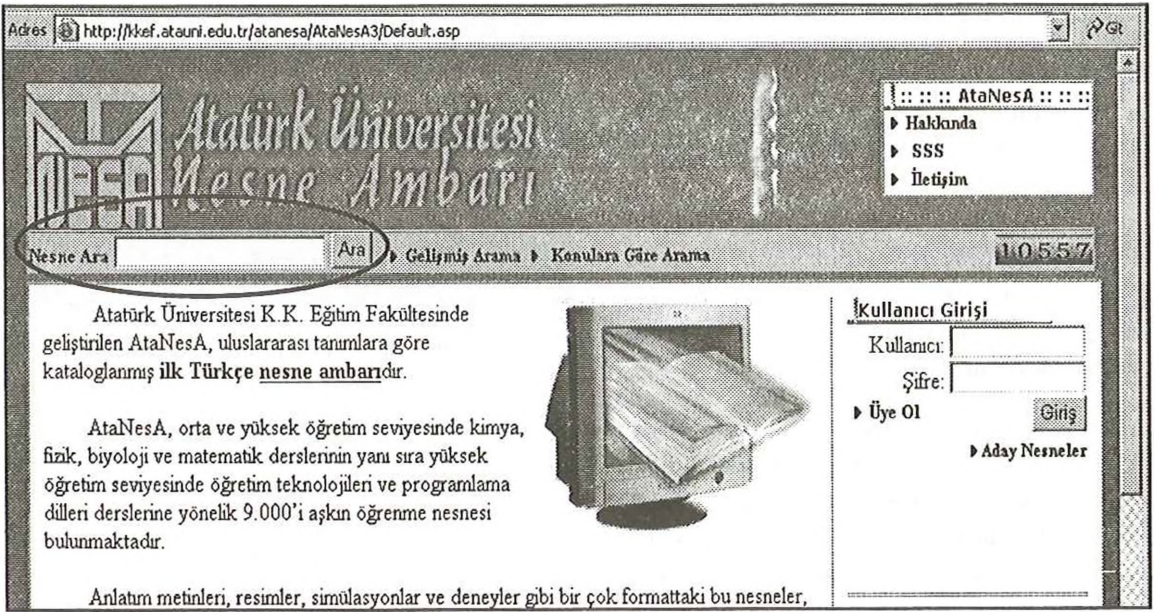 Adres http://kkef.atauni.edu.tr/atanesa/AtaNesA3/Default.asp Git
Atatürk Üniversitesi
Nesne Ambarı
NESA
:: :: :: AtaNesA :: :: ::
Hakkında
SSS
İletişim
Nesne Ara Ara Gelişmiş Arama Konulara Göre Arama 10557
Atatürk Üniversitesi K.K. Eğitim Fakültesinde
geliştirilen AtaNesA, uluslararası tanımlara göre
kataloglanmış ilk Türkçe nesne ambarıdır.
AtaNesA, orta ve yüksek öğretim seviyesinde kimya,
fizik, biyoloji ve matematik derslerinin yanı sıra yüksek
öğretim seviyesinde öğretim teknolojileri ve programlama
dilleri derslerine yönelik 9.000'i aşkın öğrenme nesnesi
bulunmaktadır.
Anlatım metinleri, resimler, simülasyonlar ve deneyler gibi bir çok formattaki bu nesneler,
Kullanıcı Girişi
Kullanıcı:
Şifre:
Üye Ol Giriş
Aday Nesneler